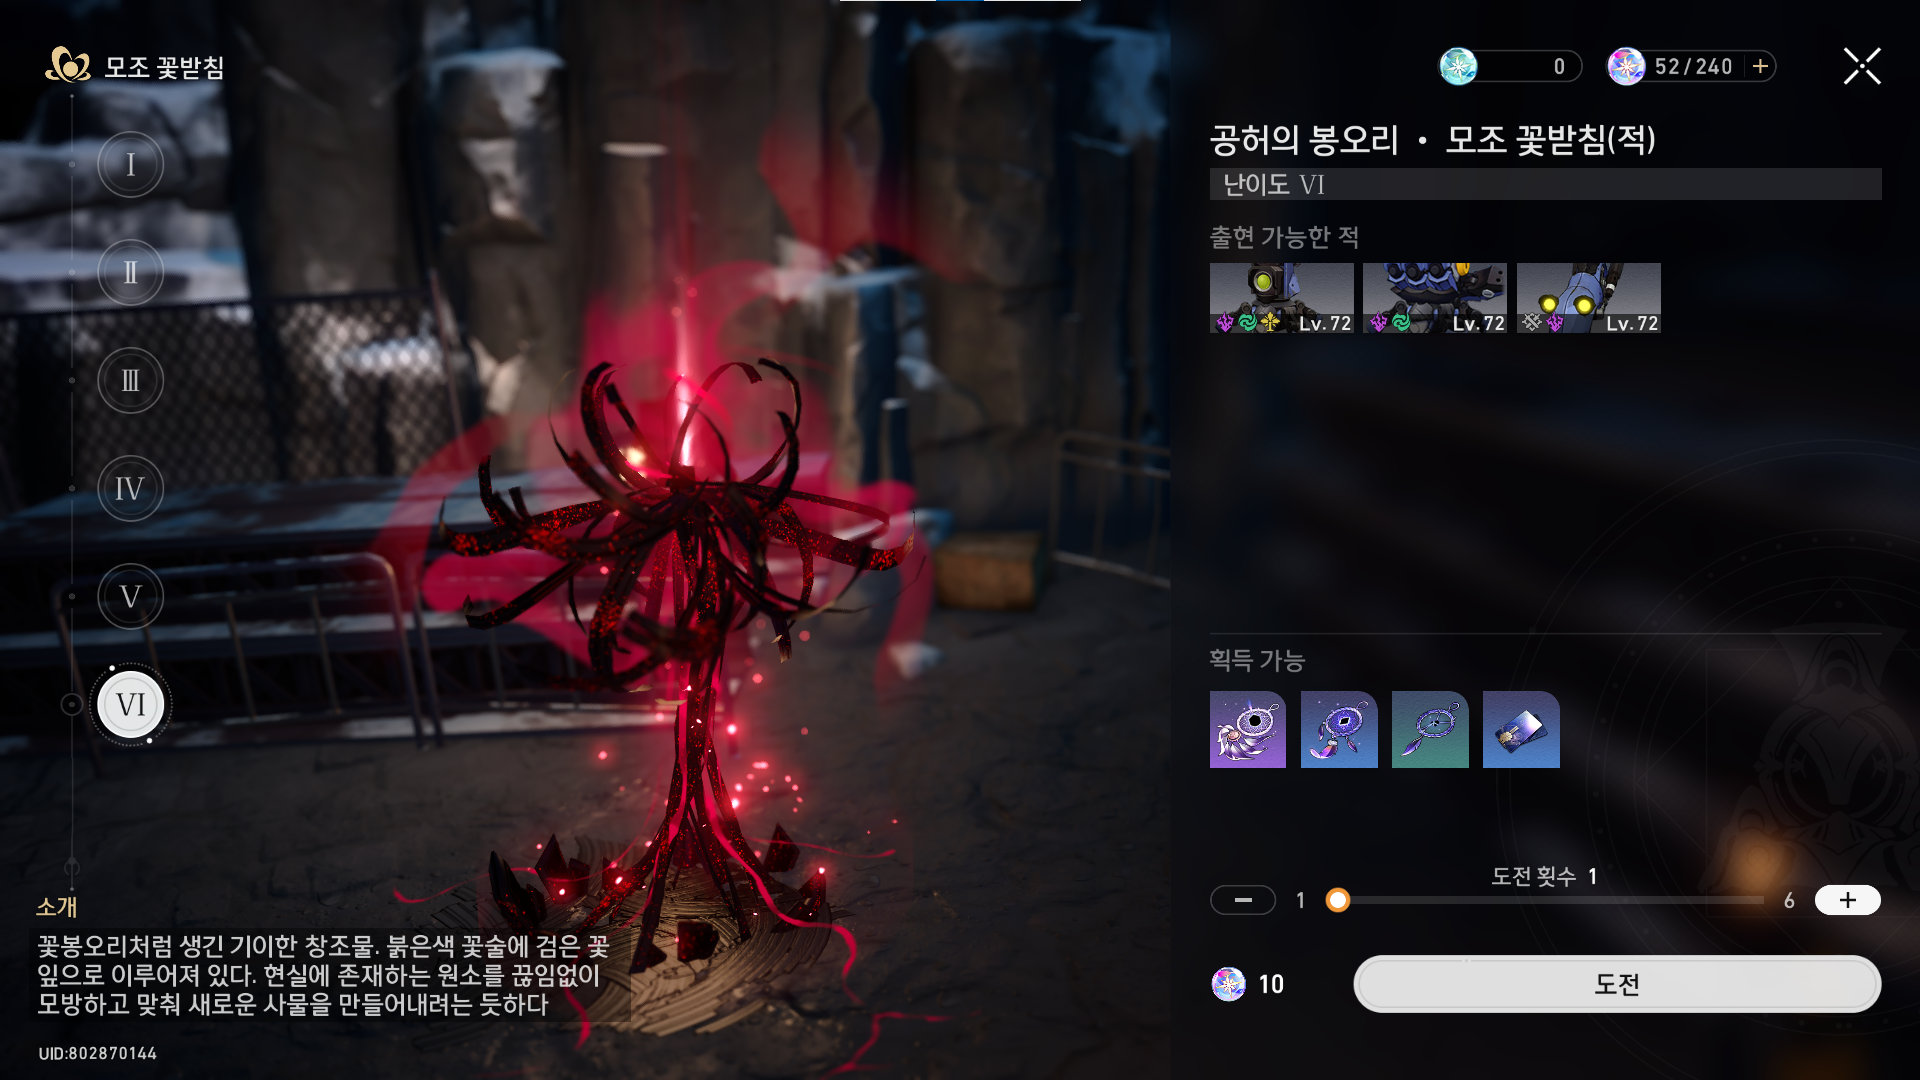 모조 꽃받침
I
II
III
IV
V
VI
소개
꽃봉오리처럼 생긴 기이한 창조물. 붉은색 꽃술에 검은 꽃
잎으로 이루어져 있다. 현실에 존재하는 원소를 끊임없이
모방하고 맞춰 새로운 사물을 만들어내려는 듯하다
UID:802870144
0
52/240
공허의 봉오리 • 모조 꽃받침(적)
난이도 VI
출현 가능한 적
Lv.72 Lv.72 Lv.72
획득 가능
도전 횟수 1
1 6
10
도전